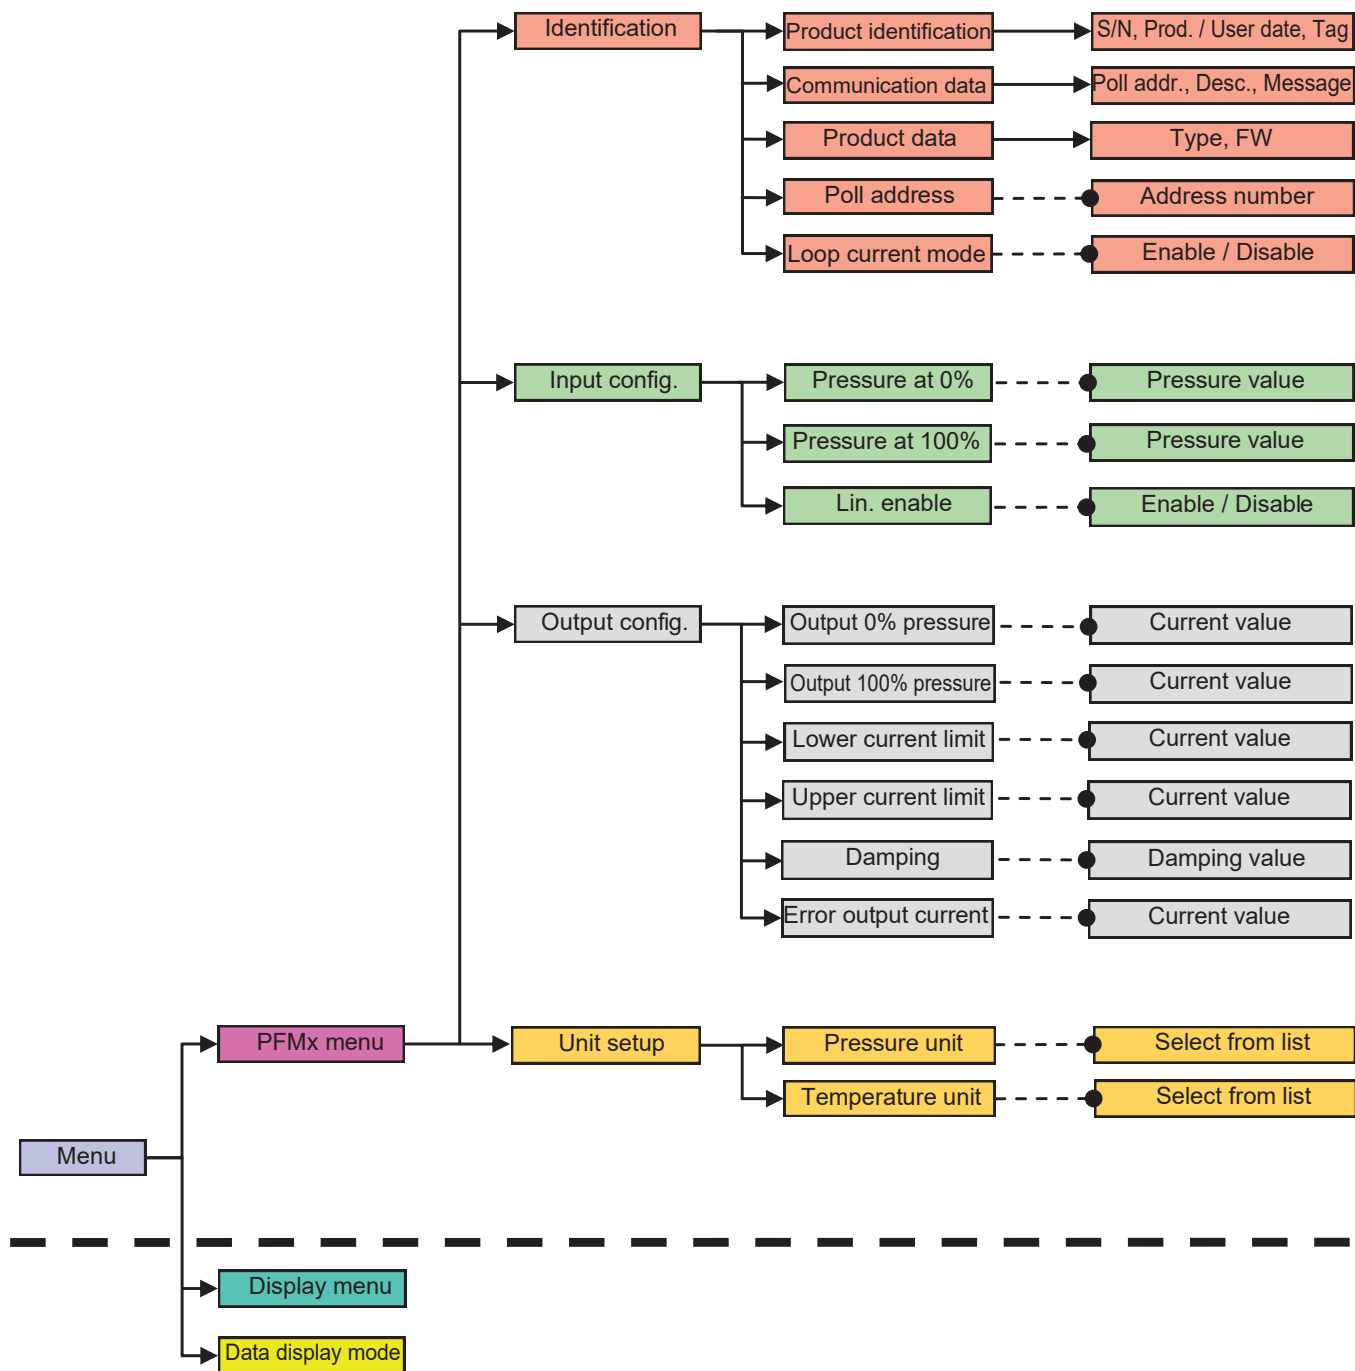 Identification
Product identification
S/N, Prod. / User date, Tag
Communication data
Poll addr., Desc., Message
Product data
Type, FW
Poll address
Address number
Loop current mode
Enable / Disable
Input config.
Pressure at 0%
Pressure value
Pressure at 100%
Pressure value
Lin. enable
Enable / Disable
Output config.
Output 0% pressure
Current value
Output 100% pressure
Current value
Lower current limit
Current value
Upper current limit
Current value
Damping
Damping value
Error output current
Current value
PFMx menu
Unit setup
Pressure unit
Select from list
Temperature unit
Select from list
Menu
Display menu
Data display mode